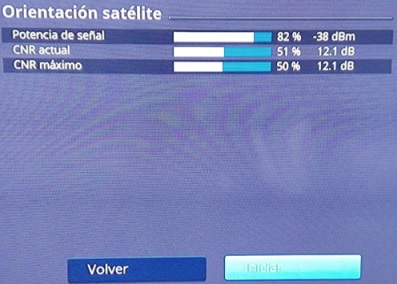 Orientación satélite
Potencia de señal 82 % -38 dBm
CNR actual 51 % 12.1 dB
CNR máximo 50 % 12.1 dB
Volver
Iniciar